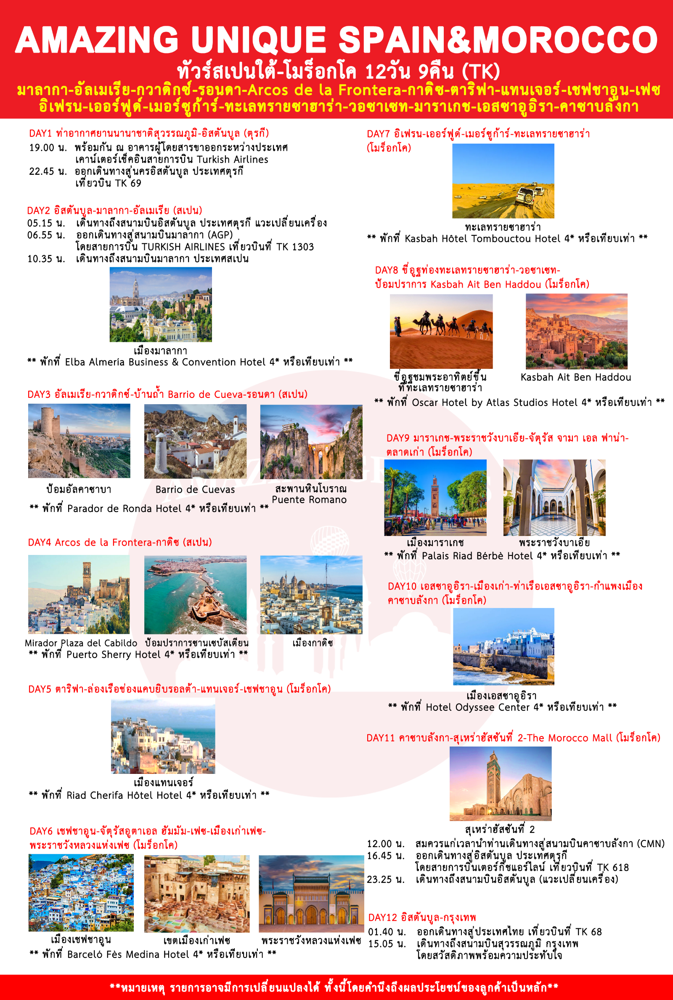 AMAZING UNIQUE SPAIN&MOROCCO
ทัวร์สเปนใต้-โมร็อกโค 12วัน 9คืน (TK)
มาลากา-อัลเมเรีย-กวาดิกซ์-รอนดา-Arcos de la Frontera-กาดิซ-ตาริฟา-แทนเจอร์-เชฟชาอูน-เฟซ
อิเฟรน-เออร์ฟูด์-เมอร์ซูก้าร์-ทะเลทรายซาฮาร่า-วอซาเซท-มาราเกช-เอสซาอูอิรา-คาซาบลังกา
DAY1 ท่าอากาศยานนานาชาติสุวรรณภูมิ-อิสตันบูล (ตุรกี)
19.00 น. พร้อมกัน ณ อาคารผู้โดยสารขาออกระหว่างประเทศ
เคาน์เตอร์เช็คอินสายการบิน Turkish Airlines
22.45 น. ออกเดินทางสู่นครอิสตันบูล ประเทศตุรกี
เที่ยวบิน TK 69
DAY2 อิสตันบูล-มาลากา-อัลเมเรีย (สเปน)
05.15 น. เดินทางถึงสนามบินอิสตันบูล ประเทศตุรกี แวะเปลี่ยนเครื่อง
06.55 น. ออกเดินทางสู่สนามบินมาลากา (AGP)
โดยสายการบิน TURKISH AIRLINES เที่ยวบินที่ TK 1303
10.35 น. เดินทางถึงสนามบินมาลากา ประเทศสเปน
เมืองมาลากา
** พักที่ Elba Almería Business & Convention Hotel 4* หรือเทียบเท่า **
DAY3 อัลเมเรีย-กวาดิกซ์-บ้านถ้ำ Barrio de Cueva-รอนดา (สเปน)
ป้อมอัลคาซาบา
Barrio de Cuevas
สะพานหินโบราณ
Puente Romano
** พักที่ Parador de Ronda Hotel 4* หรือเทียบเท่า **
DAY4 Arcos de la Frontera-กาดิซ (สเปน)
Mirador Plaza del Cabildo
ป้อมปราการซานเซบัสเตียน
เมืองกาดิซ
** พักที่ Puerto Sherry Hotel 4* หรือเทียบเท่า **
DAY5 ตาริฟา-ล่องเรือช่องแคบยิบรอลต้า-แทนเจอร์-เชฟชาอูน (โมร็อกโค)
เมืองแทนเจอร์
** พักที่ Riad Cherifa Hôtel Hotel 4* หรือเทียบเท่า **
DAY6 เชฟชาอูน-จัตุรัสอูตาเอล ฮัมมัม-เฟซ-เมืองเก่าเฟซ-
พระราชวังหลวงแห่งเฟซ (โมร็อกโค)
เมืองเชฟชาอูน
เขตเมืองเก่าเฟซ
พระราชวังหลวงแห่งเฟซ
** พักที่ Barceló Fès Medina Hotel 4* หรือเทียบเท่า **
DAY7 อิเฟรน-เออร์ฟูด์-เมอร์ซูก้าร์-ทะเลทรายซาฮาร่า
(โมร็อกโค)
ทะเลทรายซาฮาร่า
** พักที่ Kasbah Hôtel Tombouctou Hotel 4* หรือเทียบเท่า **
DAY8 ขี่อูฐท่องทะเลทรายซาฮาร่า-วอซาเซท-
ป้อมปราการ Kasbah Ait Ben Haddou (โมร็อกโค)
ขี่อูฐชมพระอาทิตย์ขึ้น
ที่ทะเลทรายซาฮาร่า
Kasbah Ait Ben Haddou
** พักที่ Oscar Hotel by Atlas Studios Hotel 4* หรือเทียบเท่า **
DAY9 มาราเกช-พระราชวังบาเอีย-จัตุรัส จามา เอล ฟาน่า-
ตลาดเก่า (โมร็อกโค)
เมืองมาราเกช
พระราชวังบาเอีย
** พักที่ Palais Riad Bérbè Hotel 4* หรือเทียบเท่า **
DAY10 เอสซาอูอิรา-เมืองเก่า-ท่าเรือเอสซาอูอิรา-กำแพงเมือง
คาซาบลังกา (โมร็อกโค)
เมืองเอสซาอูอิรา
** พักที่ Hotel Odyssee Center 4* หรือเทียบเท่า **
DAY11 คาซาบลังกา-สุเหร่าฮัสซันที่ 2-The Morocco Mall (โมร็อกโค)
สุเหร่าฮัสซันที่ 2
12.00 น. สมควรแก่เวลานำท่านเดินทางสู่สนามบินคาซาบลังกา (CMN)
16.45 น. ออกเดินทางสู่อิสตันบูล ประเทศตุรกี
โดยสายการบินเตอร์กิชแอร์ไลน์ เที่ยวบินที่ TK 618
23.25 น. เดินทางถึงสนามบินอิสตันบูล (แวะเปลี่ยนเครื่อง)
DAY12 อิสตันบูล-กรุงเทพ
01.40 น. ออกเดินทางสู่ประเทศไทย เที่ยวบินที่ TK 68
15.05 น. เดินทางถึงสนามบินสุวรรณภูมิ กรุงเทพ
โดยสวัสดิภาพพร้อมความประทับใจ
**หมายเหตุ รายการอาจมีการเปลี่ยนแปลงได้ ทั้งนี้โดยคำนึงถึงผลประโยชน์ของลูกค้าเป็นหลัก**